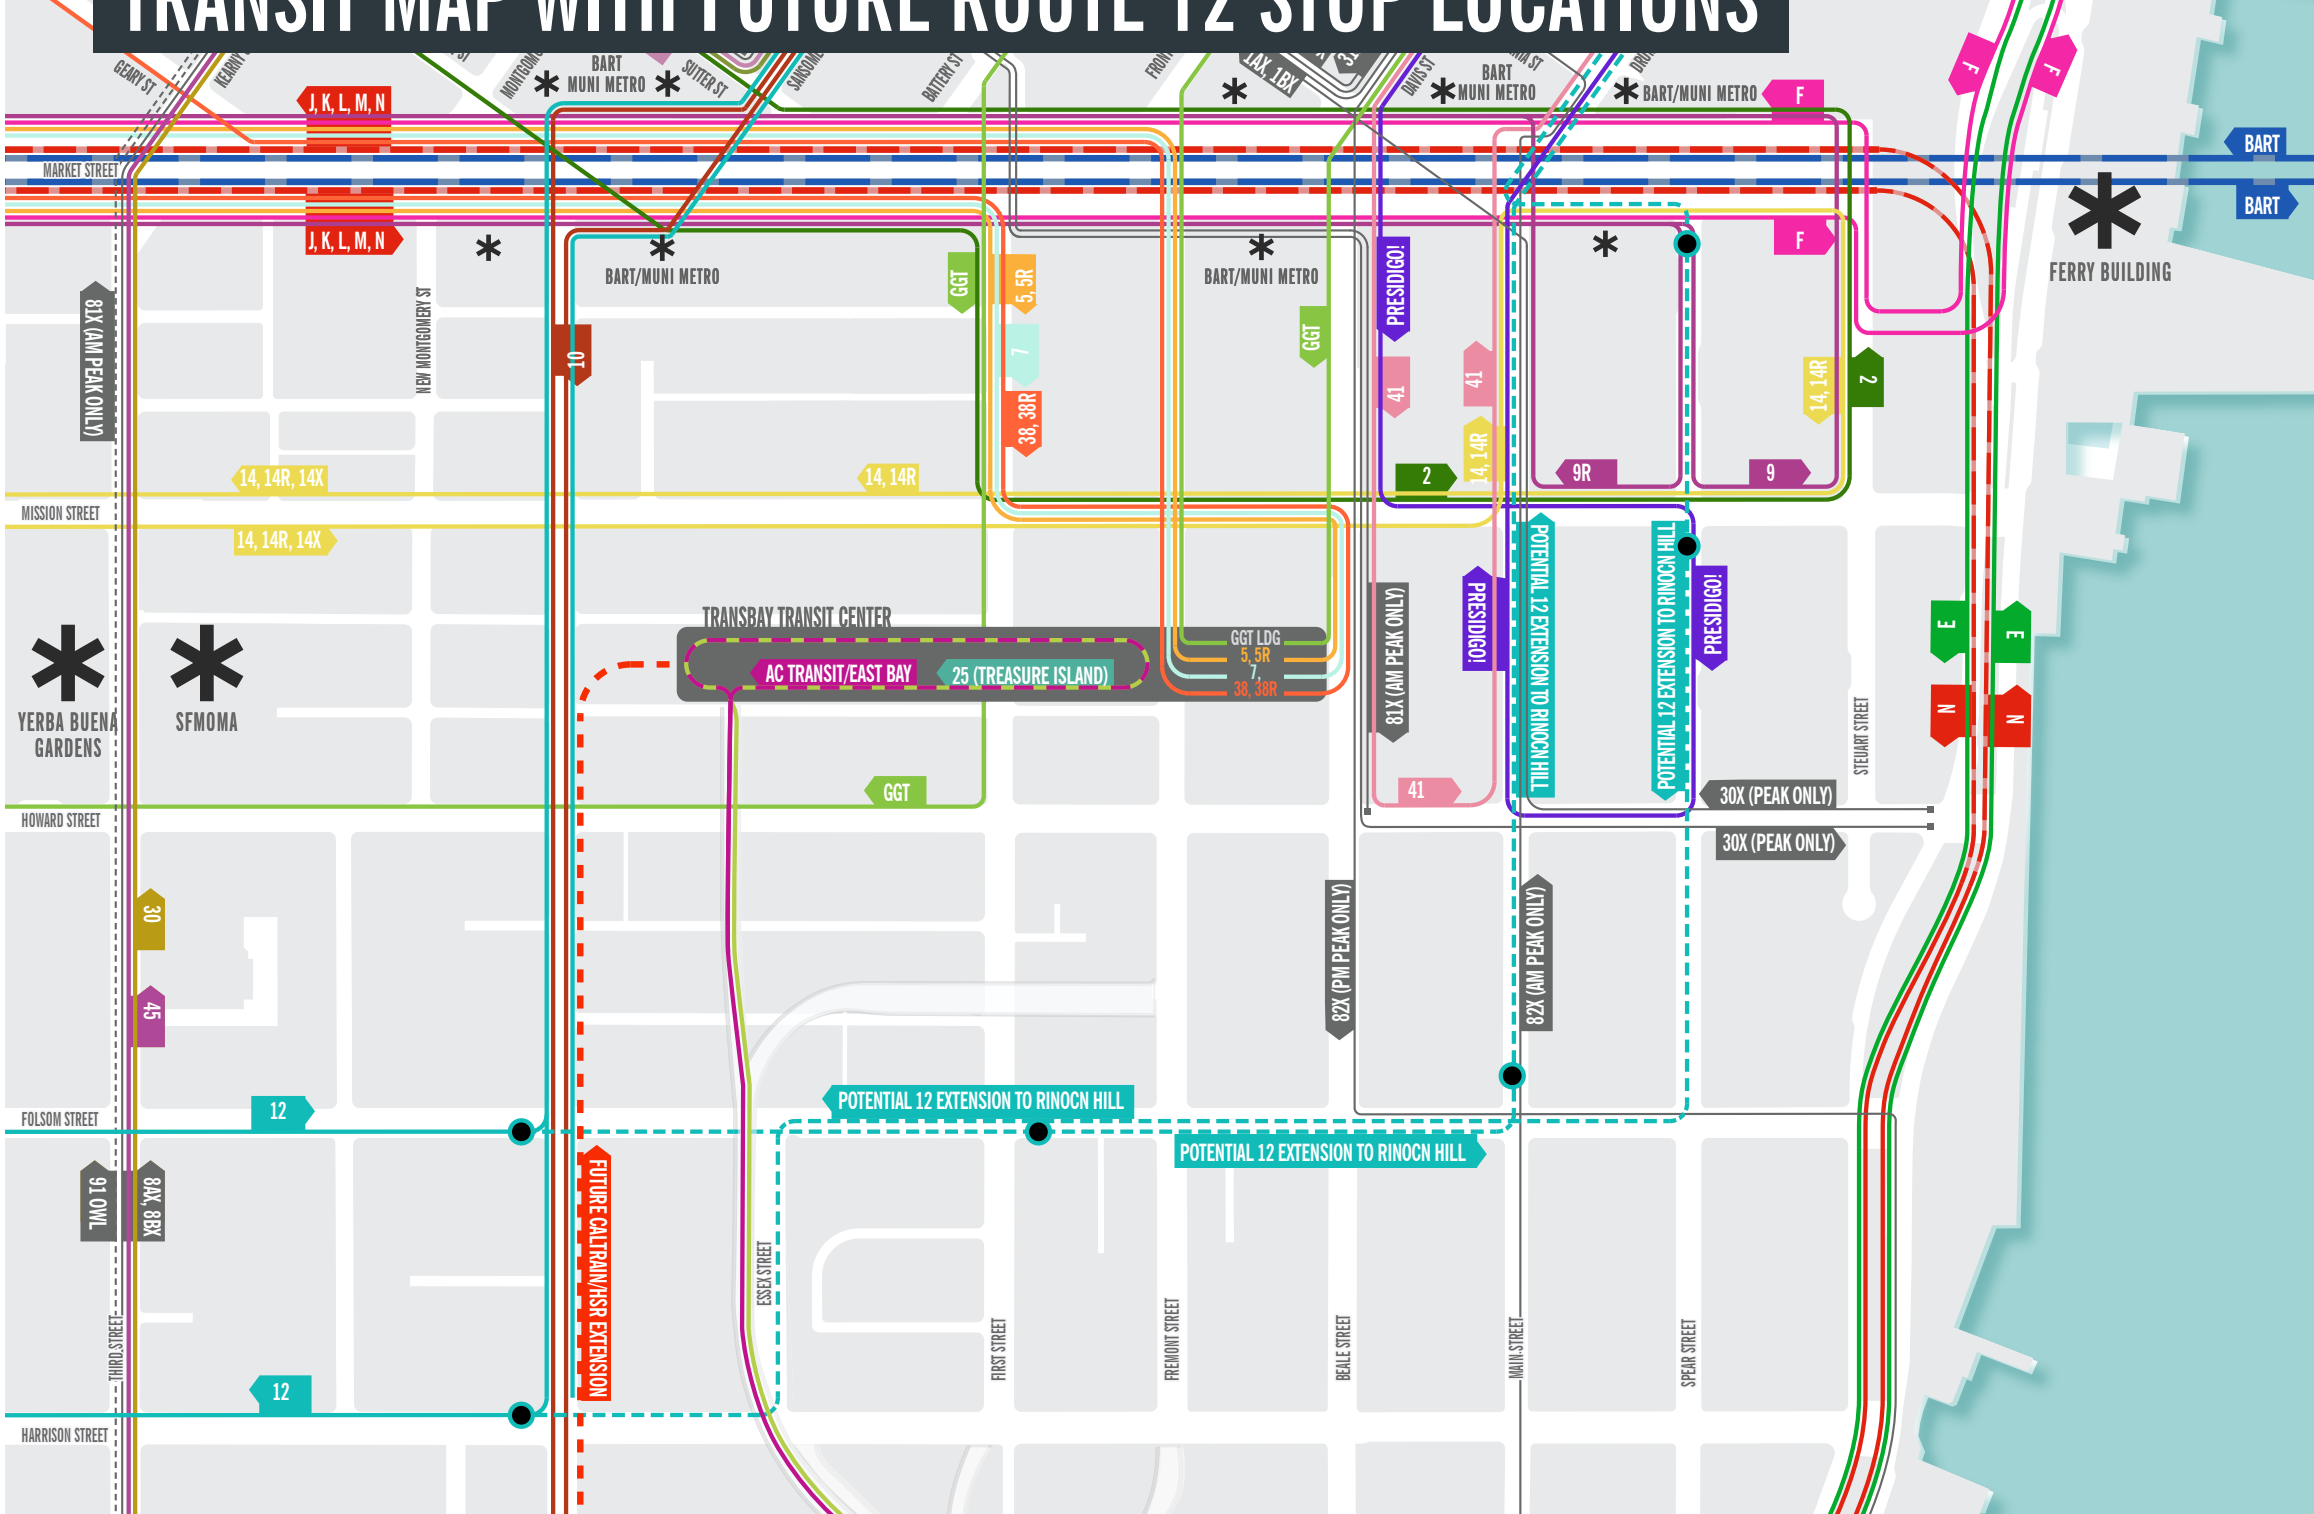 TRANSIT MAP WITH FUTURE ROUTE 12 STOP LOCATIONS
GEARY ST
KEARNY
MONTGOM
BART
MUNI METRO
SUTTER ST
SANSOM
BATTERY ST
FRON
1AX, 1BX
DAVIS ST
BART
MUNI METRO
BART/MUNI METRO
F
F
F
J, K, L, M, N
MARKET STREET
BART
BART
J, K, L, M, N
F
BART/MUNI METRO
BART/MUNI METRO
FERRY BUILDING
81X (AM PEAK ONLY)
NEW MONTGOMERY ST
10
GGT
5, 5R
7
38, 38R
GGT
PRESIDIGO!
41
41
14, 14R
14, 14R
2
14, 14R, 14X
14, 14R
2
9R
9
MISSION STREET
14, 14R, 14X
TRANSBAY TRANSIT CENTER
AC TRANSIT/EAST BAY
25 (TREASURE ISLAND)
GGT LDG
5, 5R
7,
38, 38R
81X (AM PEAK ONLY)
PRESIDIGO!
POTENTIAL 12 EXTENSION TO RINOCN HILL
POTENTIAL 12 EXTENSION TO RINOCN HILL
PRESIDIGO!
E
E
N
N
STEUART STREET
YERBA BUENA
GARDENS
SFMOMA
GGT
41
30X (PEAK ONLY)
HOWARD STREET
30X (PEAK ONLY)
30
45
82X (PM PEAK ONLY)
82X (AM PEAK ONLY)
FOLSOM STREET
12
POTENTIAL 12 EXTENSION TO RINOCN HILL
POTENTIAL 12 EXTENSION TO RINOCN HILL
91 OWL
8AX, 8BX
FUTURE CALTRAIN/HSR EXTENSION
ESSEX STREET
THIRD STREET
FIRST STREET
FREMONT STREET
BEALE STREET
MAIN STREET
SPEAR STREET
12
HARRISON STREET